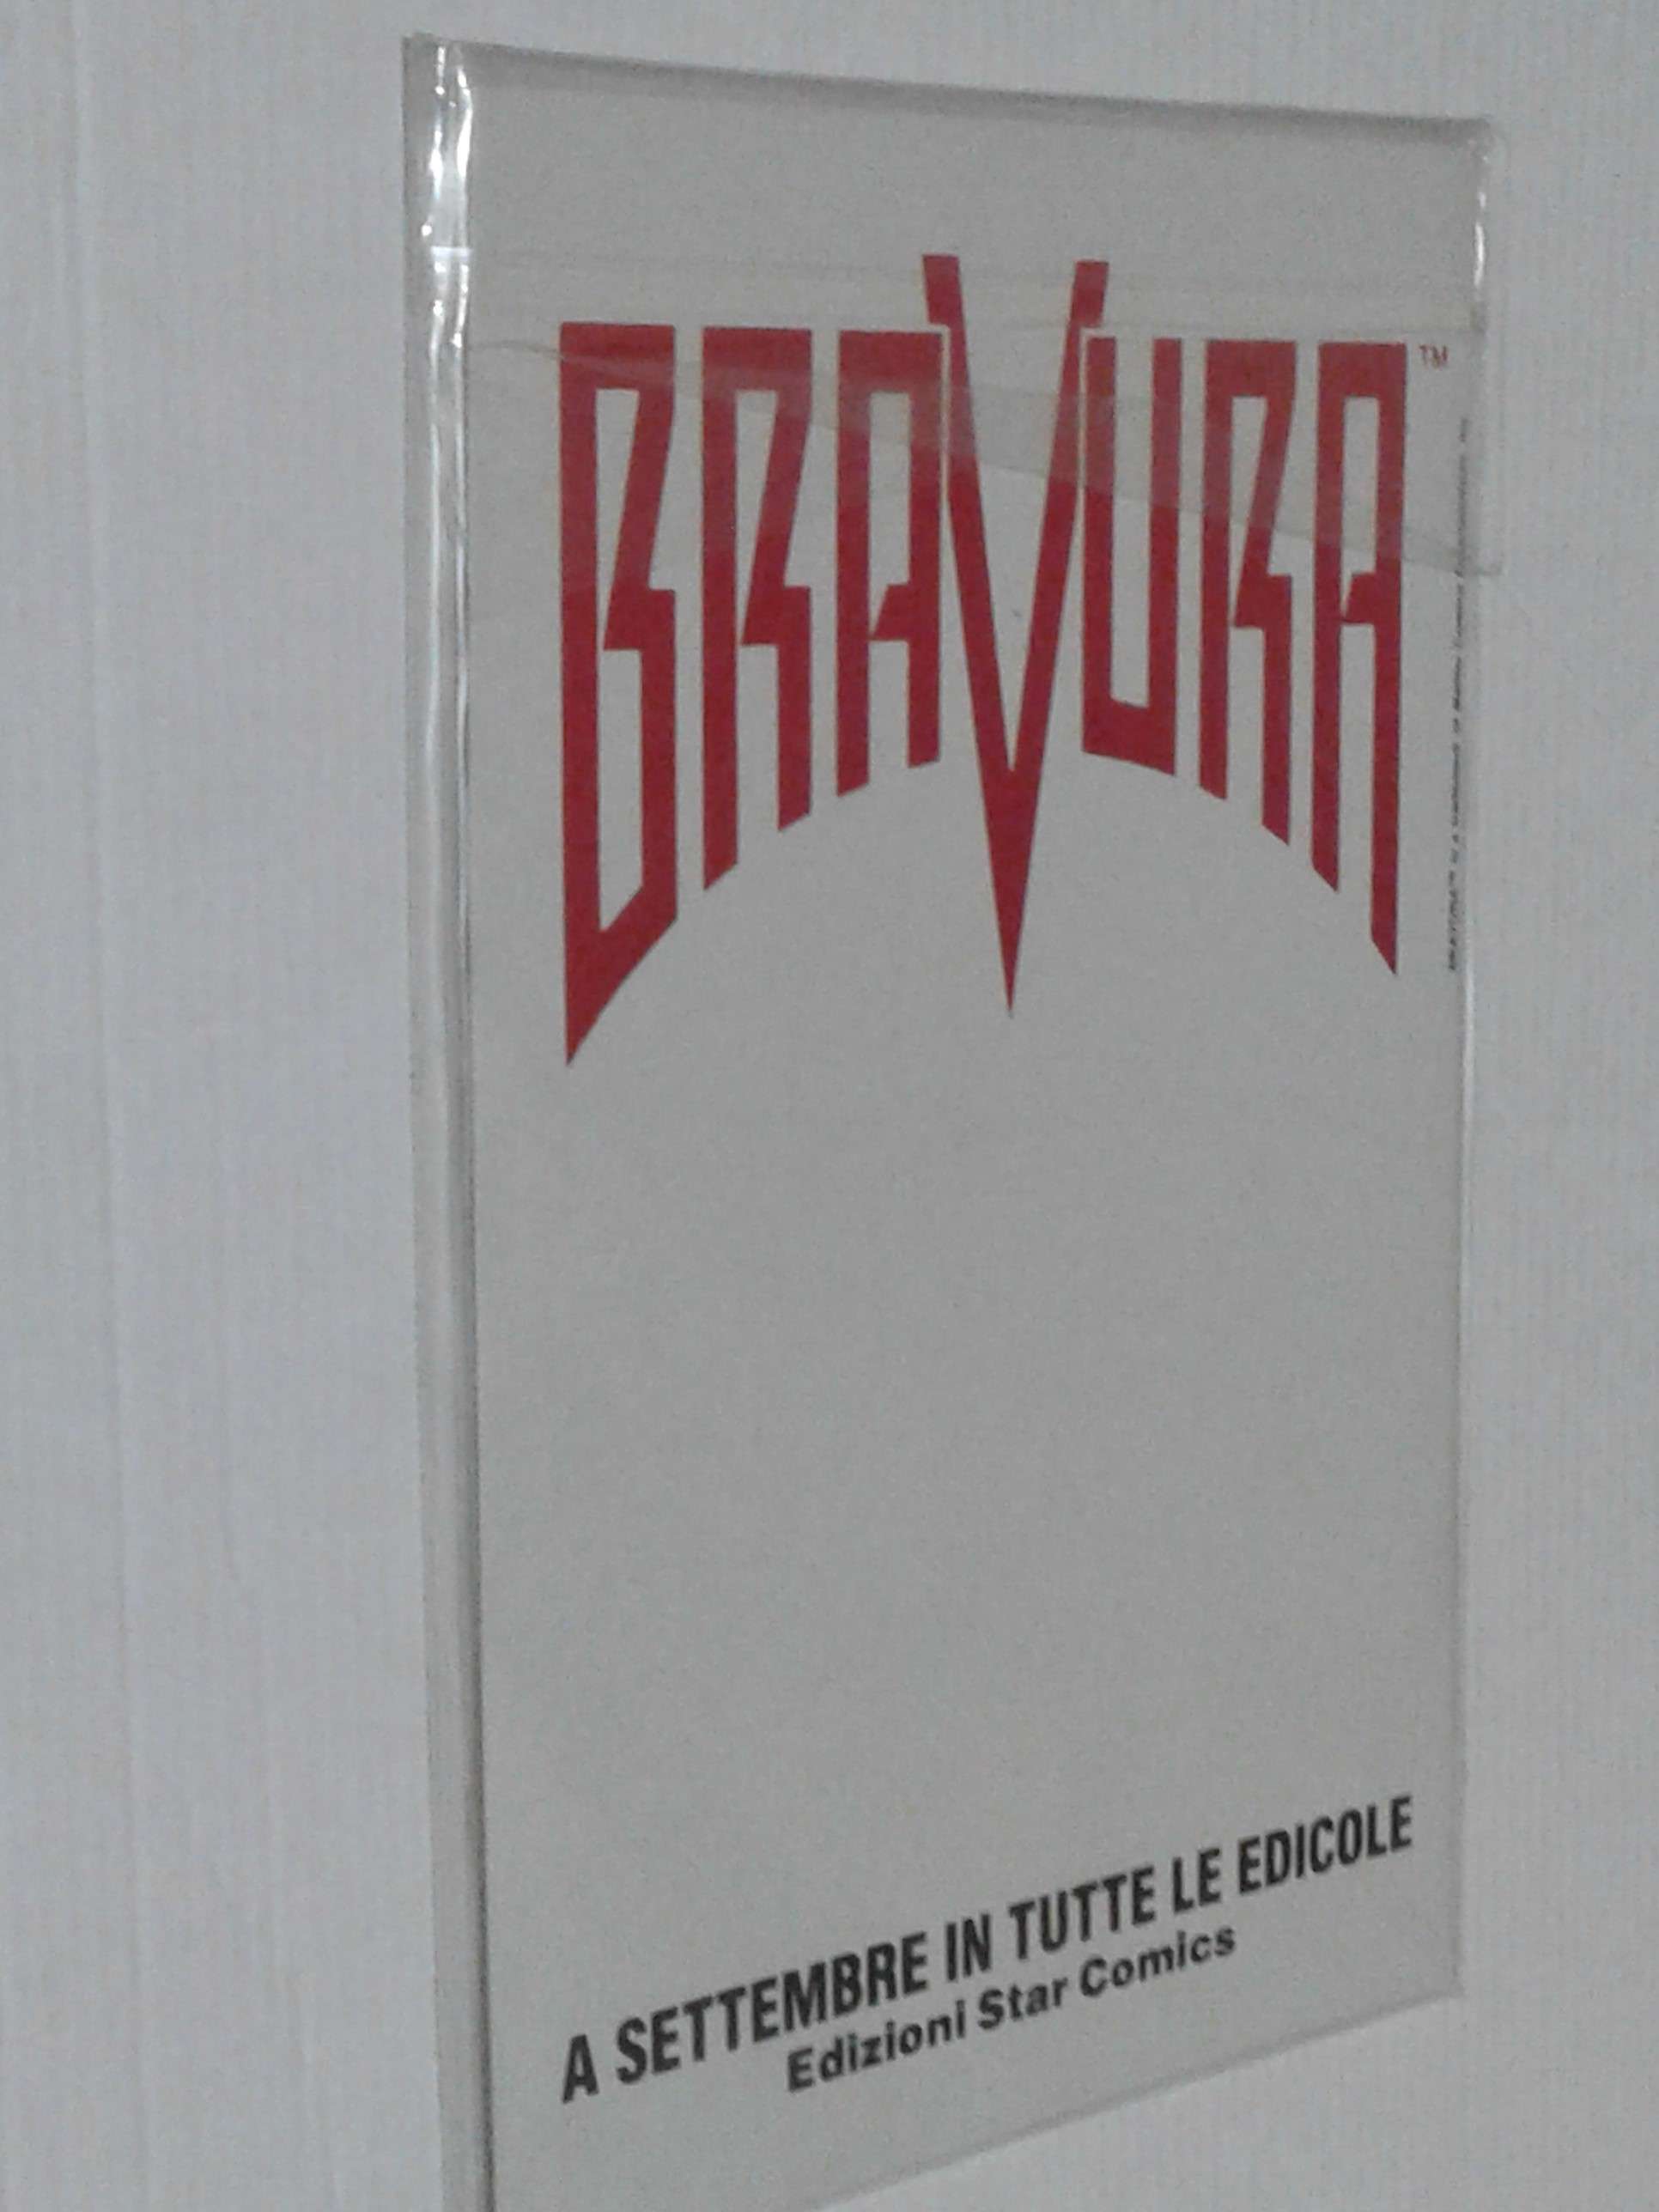 BRAVURA™
A SETTEMBRE IN TUTTE LE EDICOLE
Edizioni Star Comics